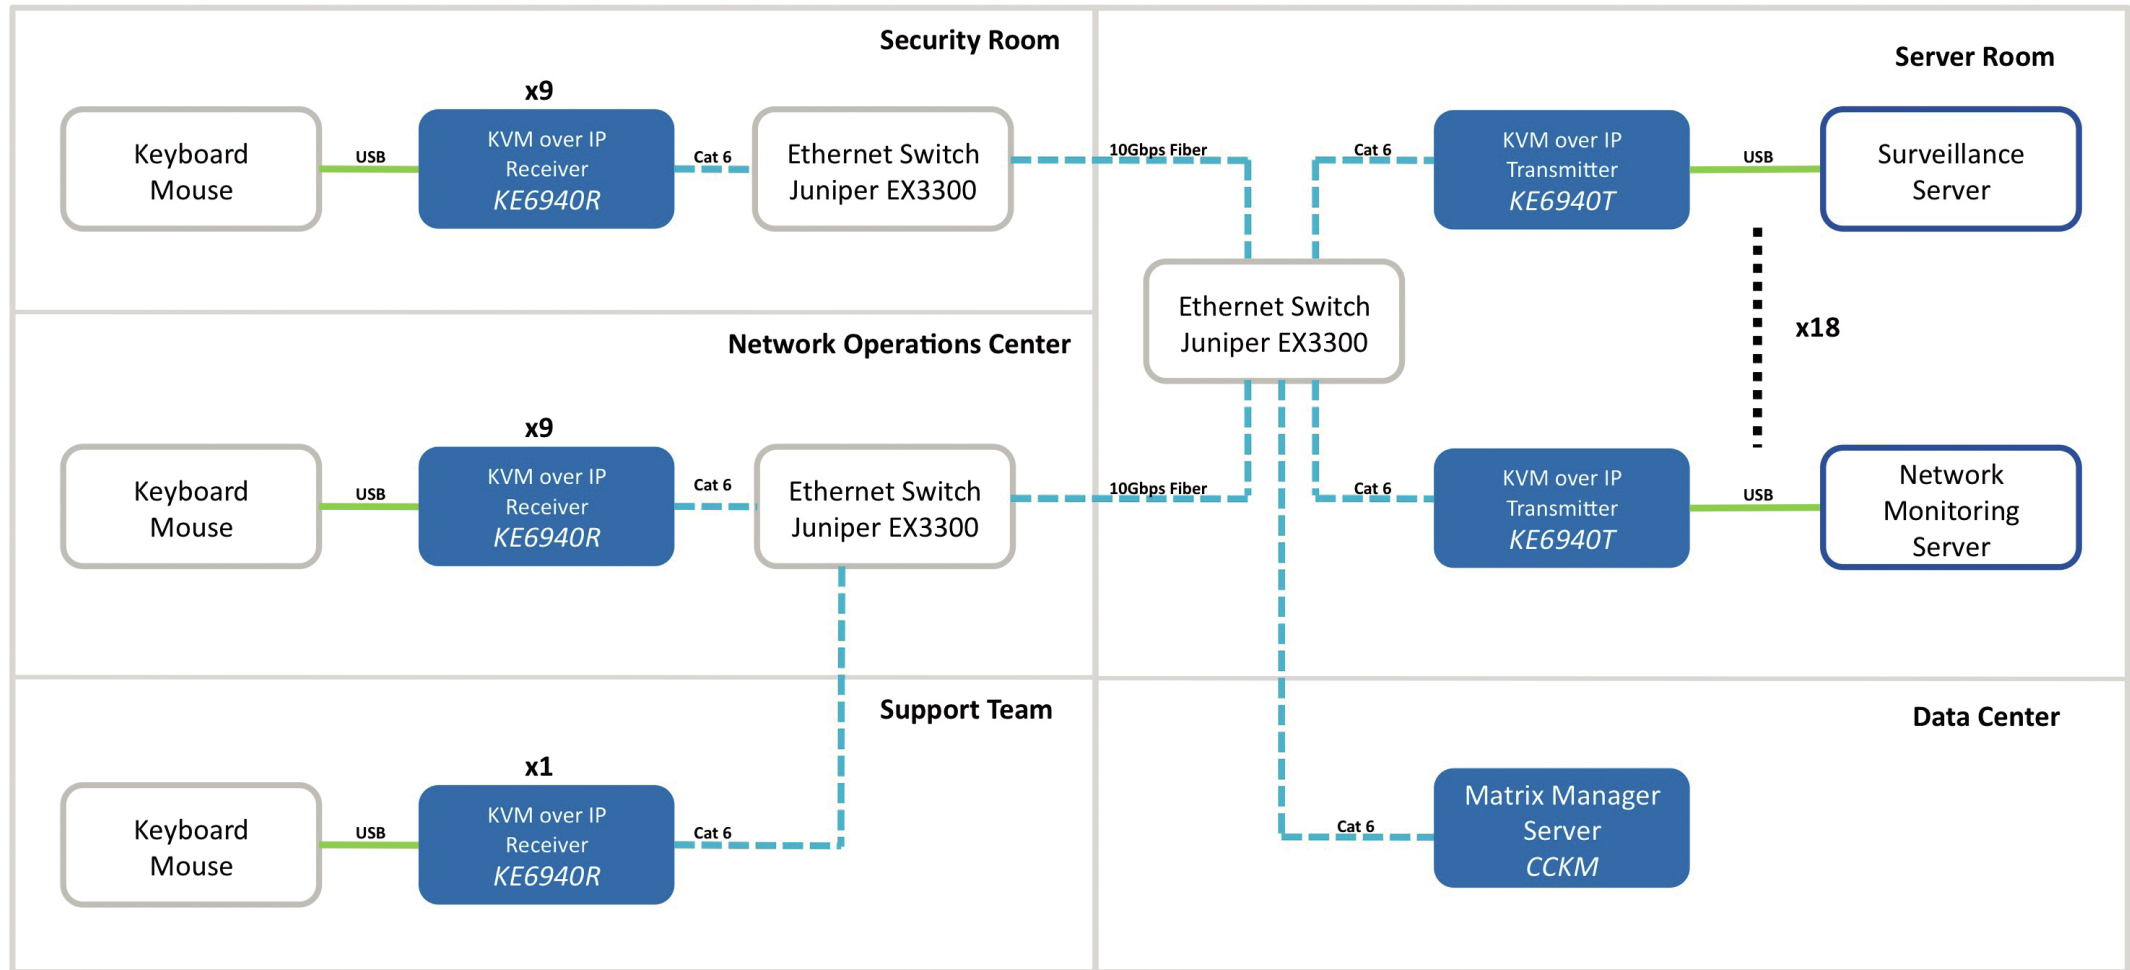 Security Room
x9
Keyboard
Mouse
USB
KVM over IP
Receiver
KE6940R
Cat 6
Ethernet Switch
Juniper EX3300
10Gbps Fiber
Network Operations Center
x9
Keyboard
Mouse
USB
KVM over IP
Receiver
KE6940R
Cat 6
Ethernet Switch
Juniper EX3300
10Gbps Fiber
Support Team
x1
Keyboard
Mouse
USB
KVM over IP
Receiver
KE6940R
Cat 6
Server Room
Ethernet Switch
Juniper EX3300
Cat 6
KVM over IP
Transmitter
KE6940T
USB
Surveillance
Server
x18
Cat 6
KVM over IP
Transmitter
KE6940T
USB
Network
Monitoring
Server
Data Center
Cat 6
Matrix Manager
Server
CCKM